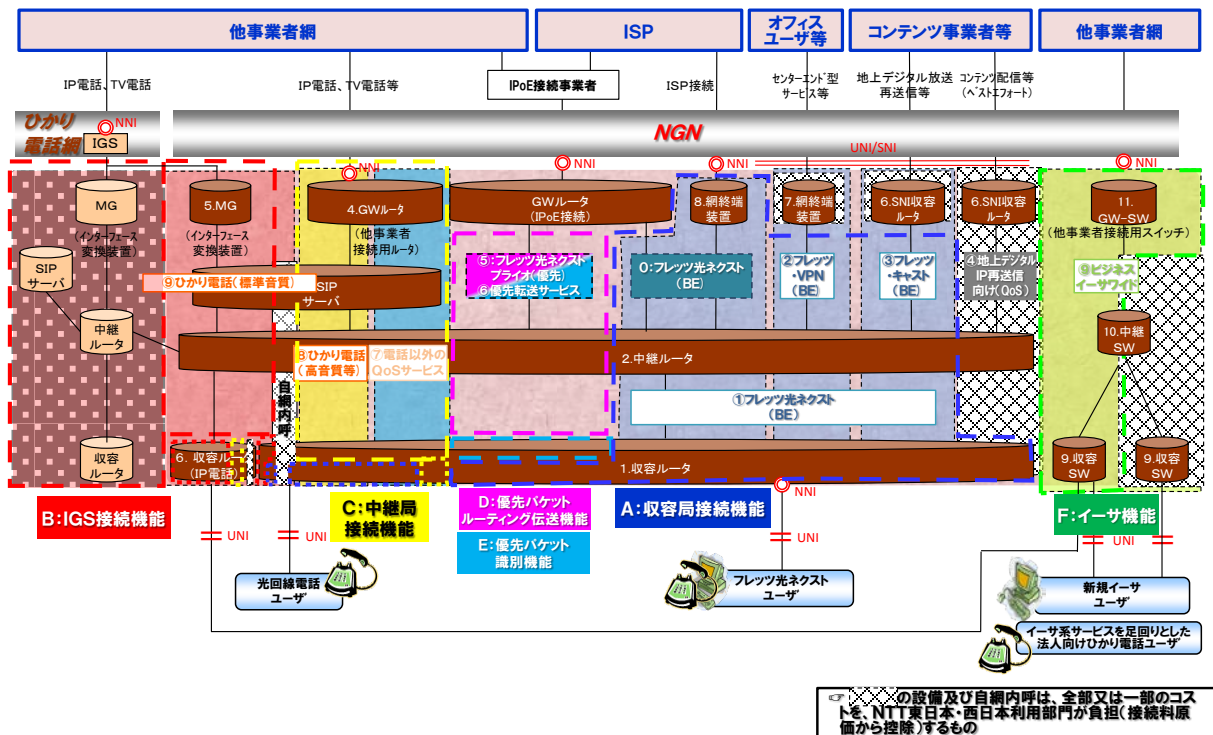 他事業者網
ISP
オフィス
ユーザ等
コンテンツ事業者等
他事業者網
IP電話、TV電話
IP電話、TV電話等
IPoE接続事業者
ISP接続
センターエンド型
サービス等
地上デジタル放送
再送信等
コンテンツ配信等
(ベストエフォート)
ひかり
電話網
NNI
IGS
NGN
UNI/SNI
NNI
NNI
NNI
NNI
MG
(インターフェース
変換装置)
5.MG
(インターフェース
変換装置)
4.GWルータ
(他事業者
接続用ルータ)
GWルータ
(IPoE接続)
8.網終端
装置
7.網終端
装置
6.SNI収容
ルータ
6.SNI収容
ルータ
11.
GW-SW
(他事業者接続用スイッチ)
SIP
サーバ
⑨ひかり電話(標準音質)
SIP
サーバ
⑤:フレッツ光ネクスト
プライオ(優先)
⑥優先転送サービス
0:フレッツ光ネクスト
(BE)
②フレッツ
・VPN
(BE)
③フレッツ
・キャスト
(BE)
④地上デジタル
IP再送信
向け(QoS)
⑨ビジネス
イーサワイド
中継
ルータ
2.中継ルータ
10.中継
SW
⑧ひかり電話
(高音質等)
⑦電話以外の
QoSサービス
自網内呼
①フレッツネクスト
(BE)
収容
ルータ
6.収容ルータ
(IP電話)
1.収容ルータ
9.収容
SW
9.収容
SW
NNI
B:IGS接続機能
C:中継局
接続機能
D:優先パケット
ルーティング伝送機能
E:優先パケット
識別機能
A:収容局接続機能
F:イーサ機能
UNI
UNI
UNI
UNI
光回線電話
ユーザ
フレッツ光ネクスト
ユーザ
新規イーサ
ユーザ
イーサ系サービスを足回りとした
法人向けひかり電話ユーザ
☞ の設備及び自網内呼は、全部又は一部のコス
トを、NTT東日本・西日本利用部門が負担(接続料原
価から控除)するもの